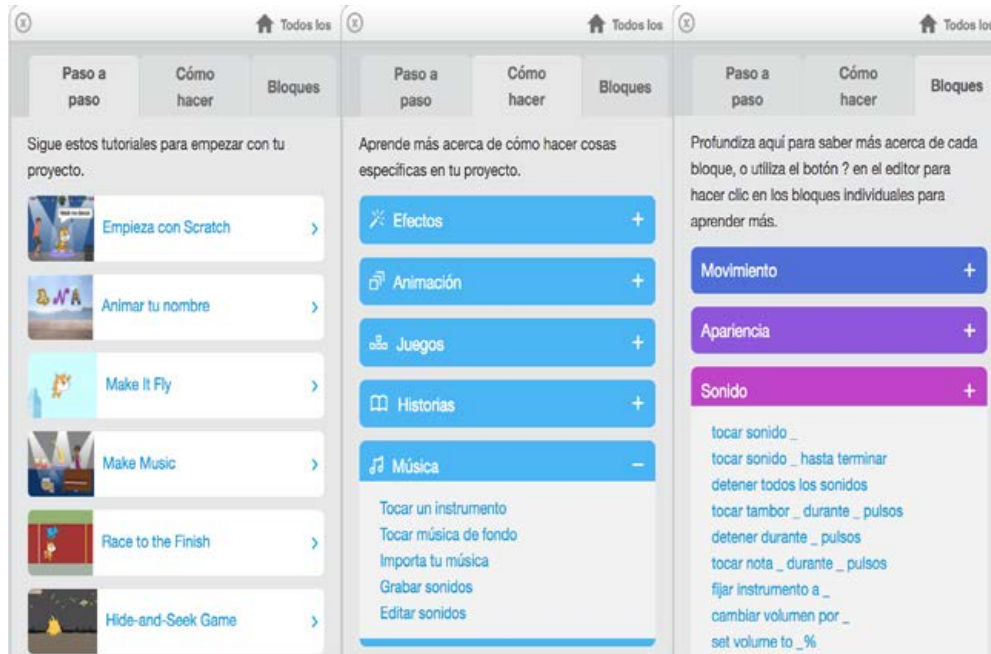 Todos los
Paso a
paso
Cómo
hacer
Bloques
Sigue estos tutoriales para empezar con tu
proyecto.
Empieza con Scratch
Animar tu nombre
Make It Fly
Make Music
Race to the Finish
Hide-and-Seek Game
Todos los
Paso a
paso
Cómo
hacer
Bloques
Aprende más acerca de cómo hacer cosas
específicas en tu proyecto.
Efectos +
Animación +
Juegos +
Historias +
Música −
Tocar un instrumento
Tocar música de fondo
Importa tu música
Grabar sonidos
Editar sonidos
Todos los
Paso a
paso
Cómo
hacer
Bloques
Profundiza aquí para saber más acerca de cada
bloque, o utiliza el botón ? en el editor para
hacer clic en los bloques individuales para
aprender más.
Movimiento +
Apariencia +
Sonido +
tocar sonido _
tocar sonido _ hasta terminar
detener todos los sonidos
tocar tambor _ durante _ pulsos
detener durante _ pulsos
tocar nota _ durante _ pulsos
fijar instrumento a _
cambiar volumen por _
set volume to _%